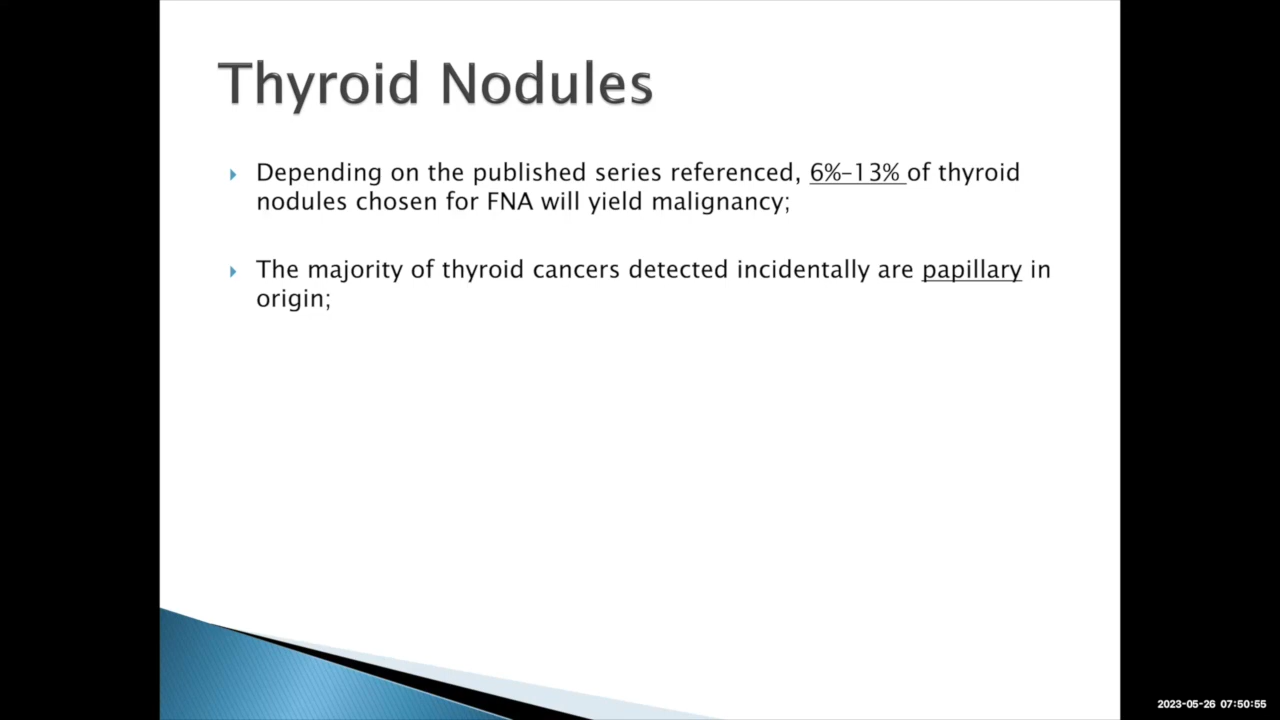 Thyroid Nodules
Depending on the published series referenced, 6%–13% of thyroid
nodules chosen for FNA will yield malignancy;
The majority of thyroid cancers detected incidentally are papillary in
origin;
2023-05-26 07:50:55